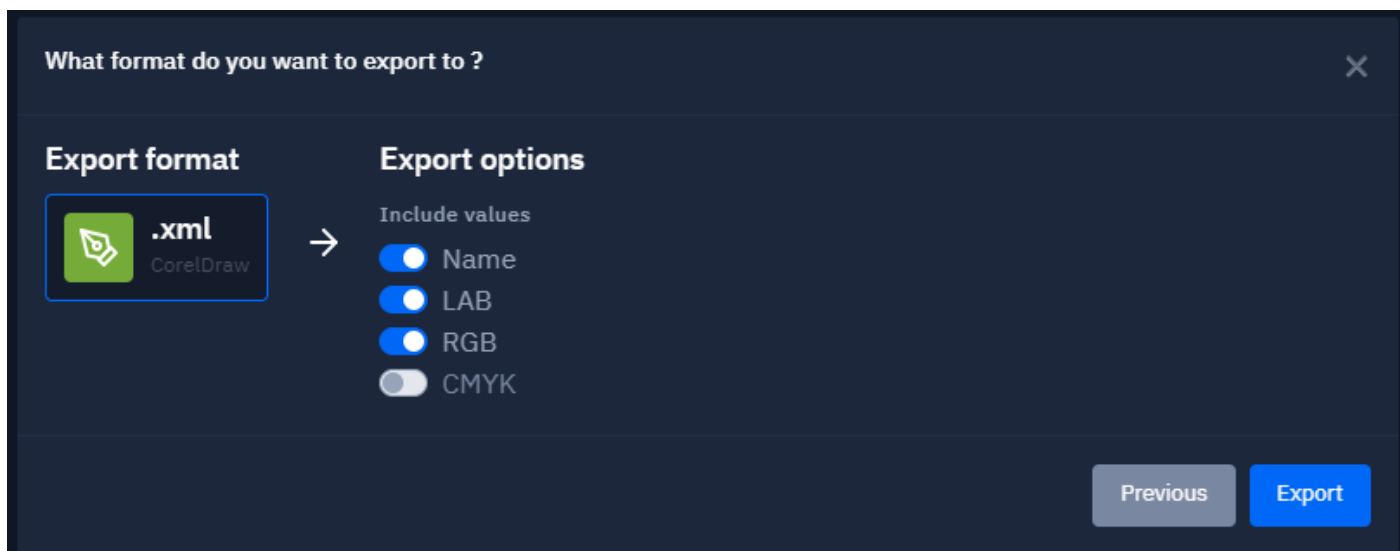 What format do you want to export to ?
Export format
.xml
CorelDraw
Export options
Include values
Name
LAB
RGB
CMYK
Previous
Export